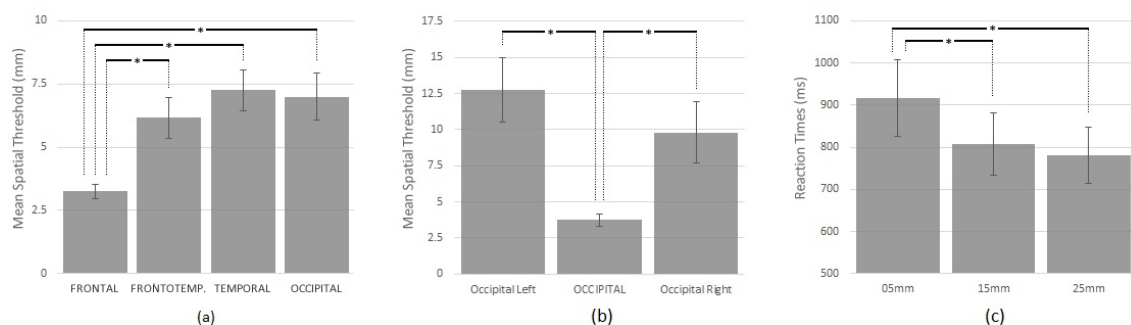 10
7.5
5
2.5
0
Mean Spatial Threshold (mm)
*
*
*
FRONTAL FRONTOTEMP. TEMPORAL OCCIPITAL
(a)
17.5
15
12.5
10
7.5
5
2.5
0
Mean Spatial Threshold (mm)
* *
Occipital Left OCCIPITAL Occipital Right
(b)
1100
1000
900
800
700
600
500
Reaction Times (ms)
*
*
05mm 15mm 25mm
(c)